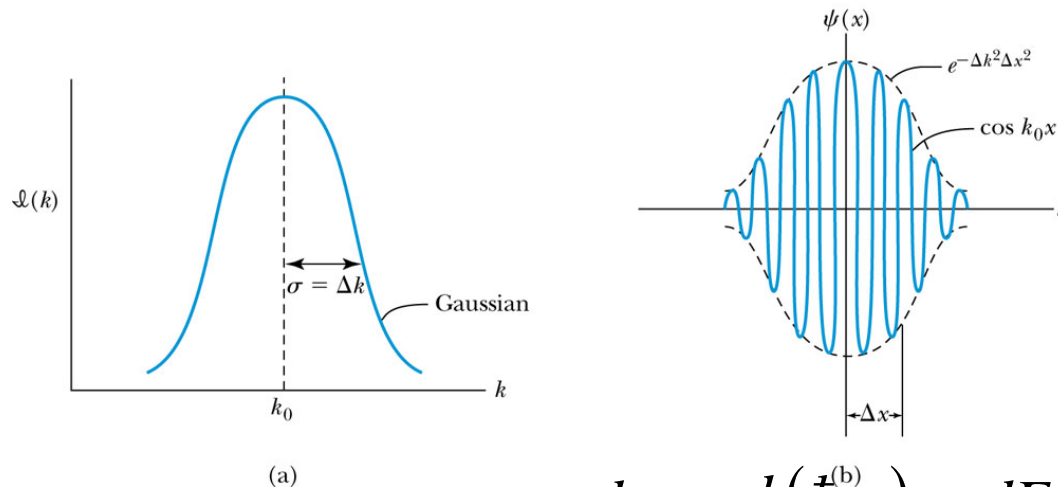 ψ(x)
e^{−Δk²Δx²}
cos k₀x
ℐ(k)
σ = Δk
Gaussian
k
k₀
Δx
(a)
(b)